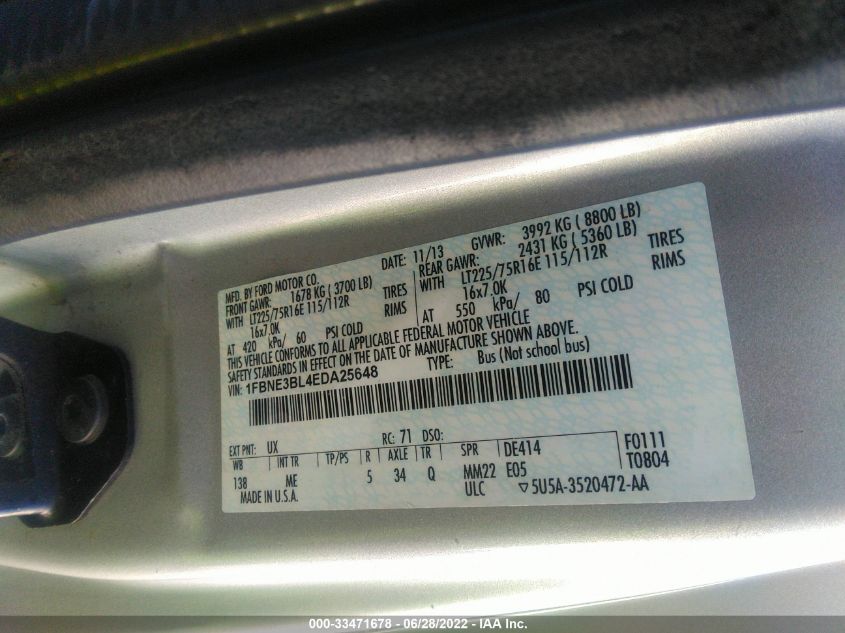 MFD. BY FORD MOTOR CO.
DATE: 11/13 GVWR: 3992 KG ( 8800 LB)
FRONT GAWR: 1678 KG ( 3700 LB) REAR GAWR: 2431 KG ( 5360 LB)
WITH LT225/75R16E 115/112R TIRES WITH LT225/75R16E 115/112R TIRES
16x7.0K RIMS 16x7.0K RIMS
AT 420 kPa/ 60 PSI COLD AT 550 kPa/ 80 PSI COLD
THIS VEHICLE CONFORMS TO ALL APPLICABLE FEDERAL MOTOR VEHICLE
SAFETY STANDARDS IN EFFECT ON THE DATE OF MANUFACTURE SHOWN ABOVE.
VIN: 1FBNE3BL4EDA25648 TYPE: Bus (Not school bus)
EXT PNT: UX RC: 71 DSO:
WB INT TR TP/PS R AXLE TR SPR DE414 F0111
138 ME 5 34 Q MM22 E05 T0804
MADE IN U.S.A. ULC ▽5U5A-3520472-AA
000-33471678 - 06/28/2022 - IAA Inc.